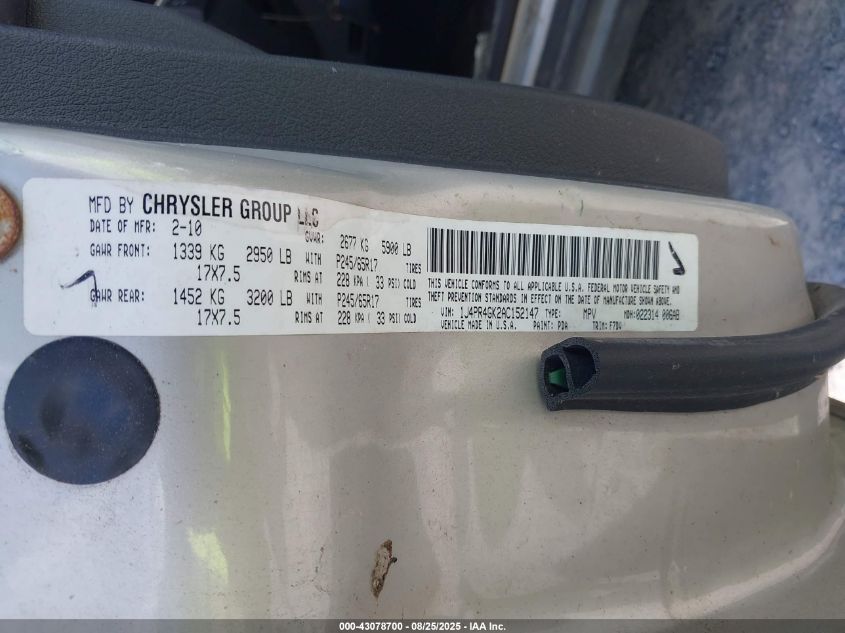 MFD BY CHRYSLER GROUP LLC
DATE OF MFR: 2-10 GVWR: 2677 KG 5900 LB
GAWR FRONT: 1339 KG 2950 LB WITH P245/65R17 TIRES
17X7.5 RIMS AT 228 KPA ( 33 PSI) COLD
GAWR REAR: 1452 KG 3200 LB WITH P245/65R17 TIRES
17X7.5 RIMS AT 228 KPA ( 33 PSI) COLD
THIS VEHICLE CONFORMS TO ALL APPLICABLE U.S.A. FEDERAL MOTOR VEHICLE SAFETY AND
THEFT PREVENTION STANDARDS IN EFFECT ON THE DATE OF MANUFACTURE SHOWN ABOVE.
VIN: 1J4PR4GK2AC152147 TYPE: MPV MDH:022314 006AB
VEHICLE MADE IN U.S.A. PAINT: PDA TRIM: F7DV
000-43078700 - 08/25/2025 - IAA Inc.